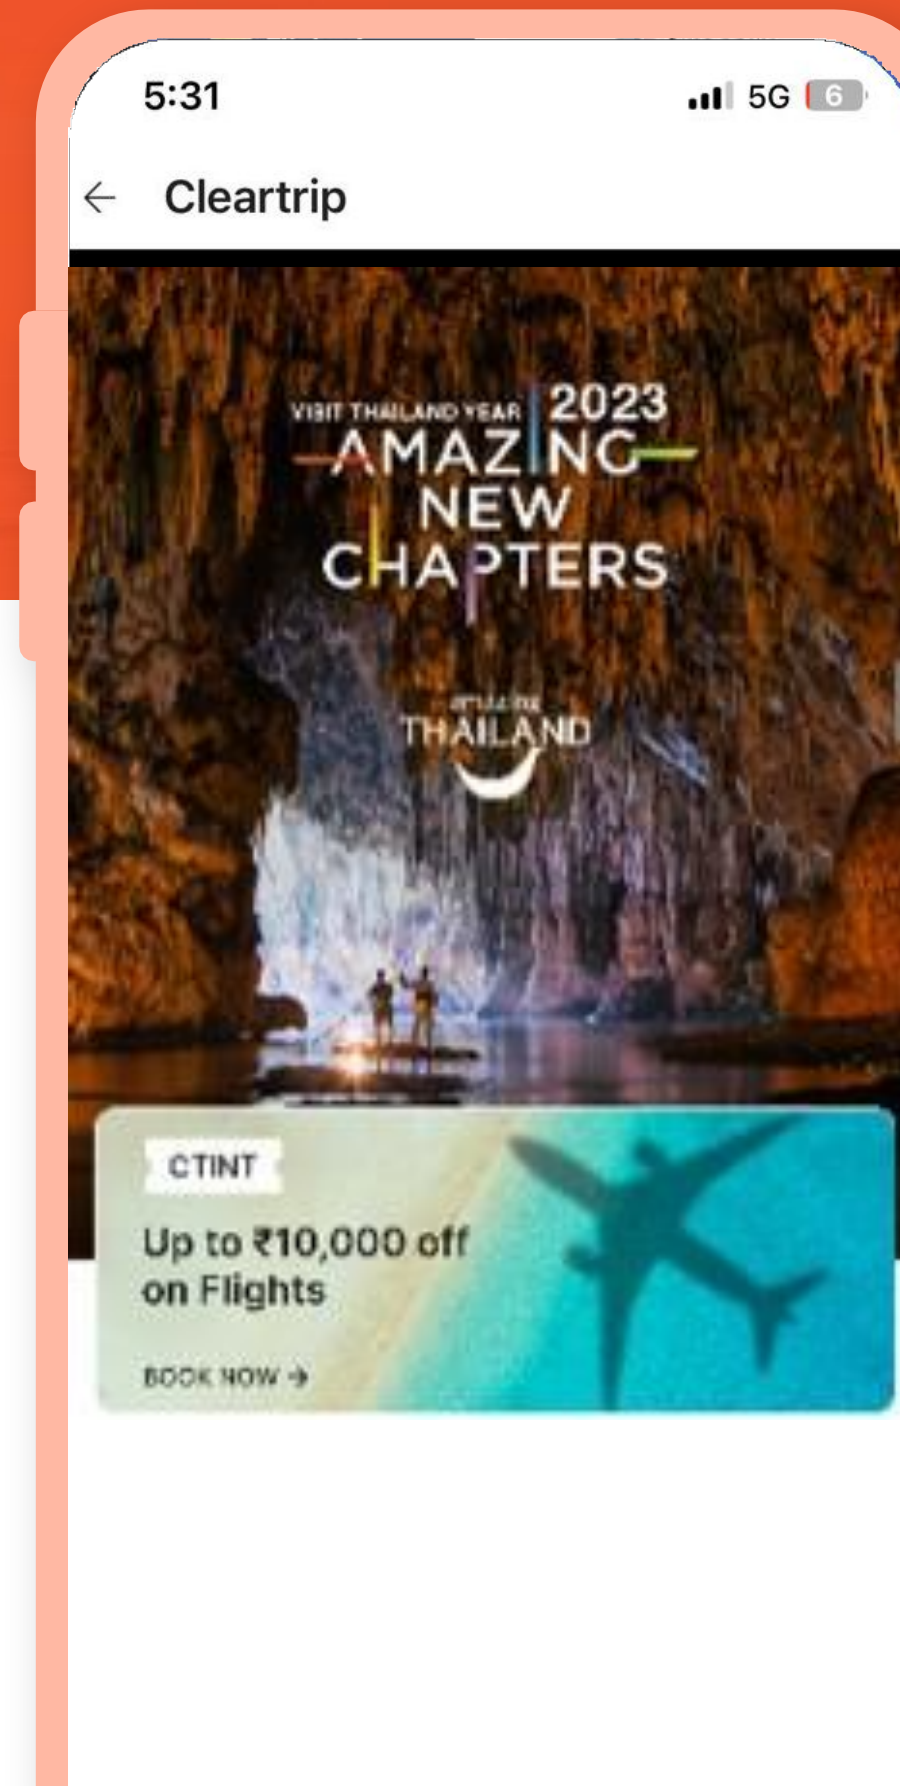 5:31
5G 6
Cleartrip
VISIT THAILAND YEAR 2023
AMAZING
NEW
CHAPTERS
amazing
THAILAND
CTINT
Up to ₹10,000 off
on Flights
BOOK NOW →